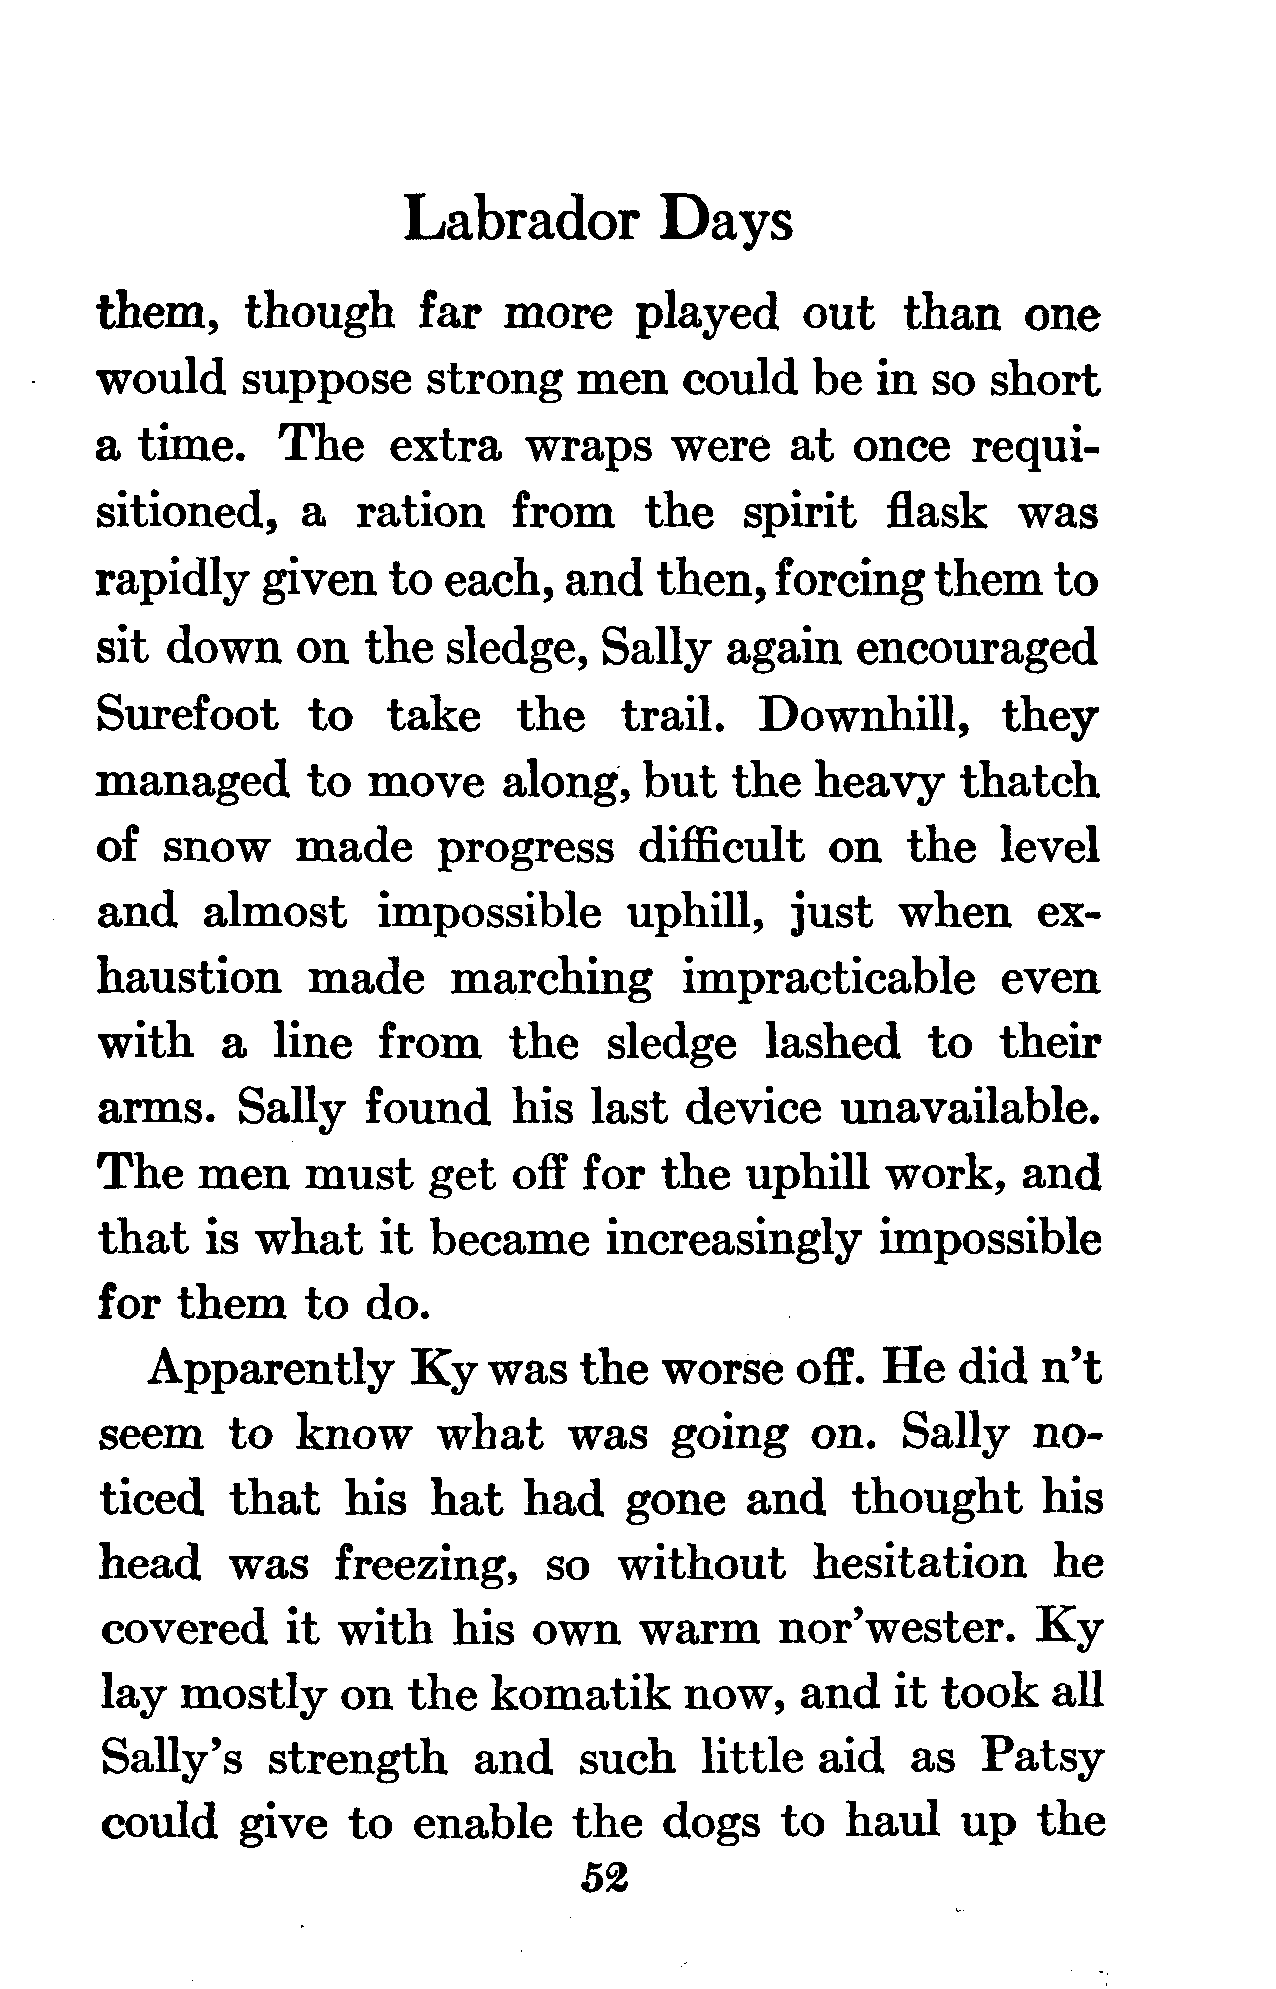 Labrador Days
them, though far more played out than one
would suppose strong men could be in so short
a time. The extra wraps were at once requi-
sitioned, a ration from the spirit flask was
rapidly given to each, and then, forcing them to
sit down on the sledge, Sally again encouraged
Surefoot to take the trail. Downhill, they
managed to move along, but the heavy thatch
of snow made progress difficult on the level
and almost impossible uphill, just when ex-
haustion made marching impracticable even
with a line from the sledge lashed to their
arms. Sally found his last device unavailable.
The men must get off for the uphill work, and
that is what it became increasingly impossible
for them to do.
Apparently Ky was the worse off. He did n't
seem to know what was going on. Sally no-
ticed that his hat had gone and thought his
head was freezing, so without hesitation he
covered it with his own warm nor'wester. Ky
lay mostly on the komatik now, and it took all
Sally's strength and such little aid as Patsy
could give to enable the dogs to haul up the
52